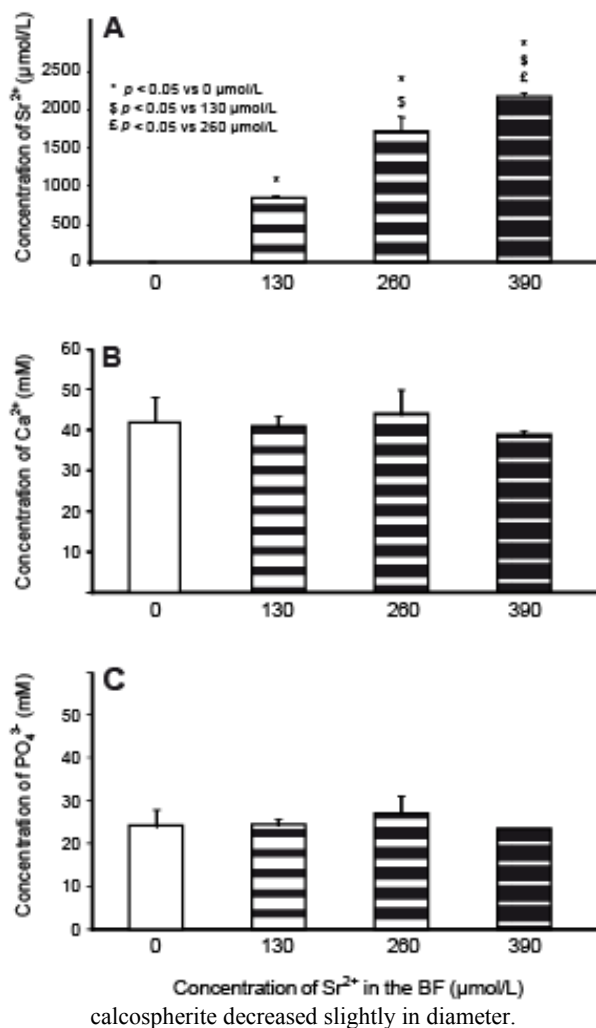 A
Concentration of Sr²⁺ (µmol/L)
2500
2000
1500
1000
500
0
* p < 0.05 vs 0 µmol/L
$ p < 0.05 vs 130 µmol/L
£ p < 0.05 vs 260 µmol/L
*
*
$
*
$
£
0 130 260 390
B
Concentration of Ca²⁺ (mM)
60
50
40
30
20
10
0 130 260 390
C
Concentration of PO₄³⁻ (mM)
50
40
30
20
10
0
0 130 260 390
Concentration of Sr²⁺ in the BF (µmol/L)
calcospherite decreased slightly in diameter.